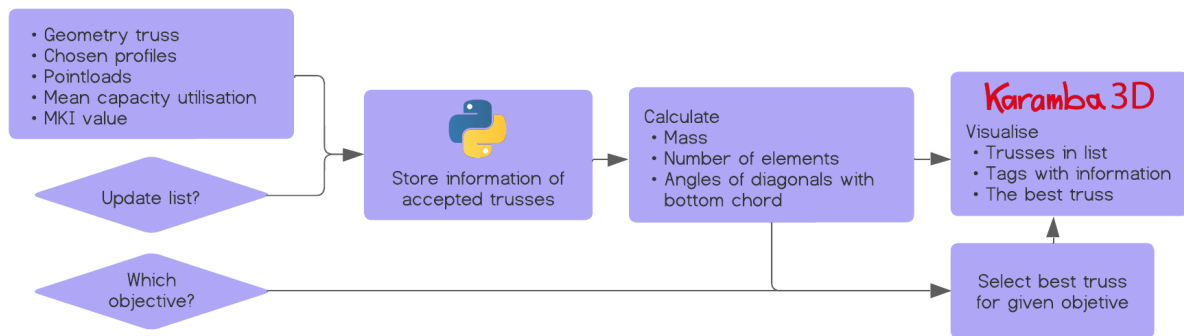 • Geometry truss
• Chosen profiles
• Pointloads
• Mean capacity utilisation
• MKI value
Update list?
Which
objective?
Store information of
accepted trusses
Calculate
• Mass
• Number of elements
• Angles of diagonals with
bottom chord
Karamba 3D
Visualise
• Trusses in list
• Tags with information
• The best truss
Select best truss
for given objetive